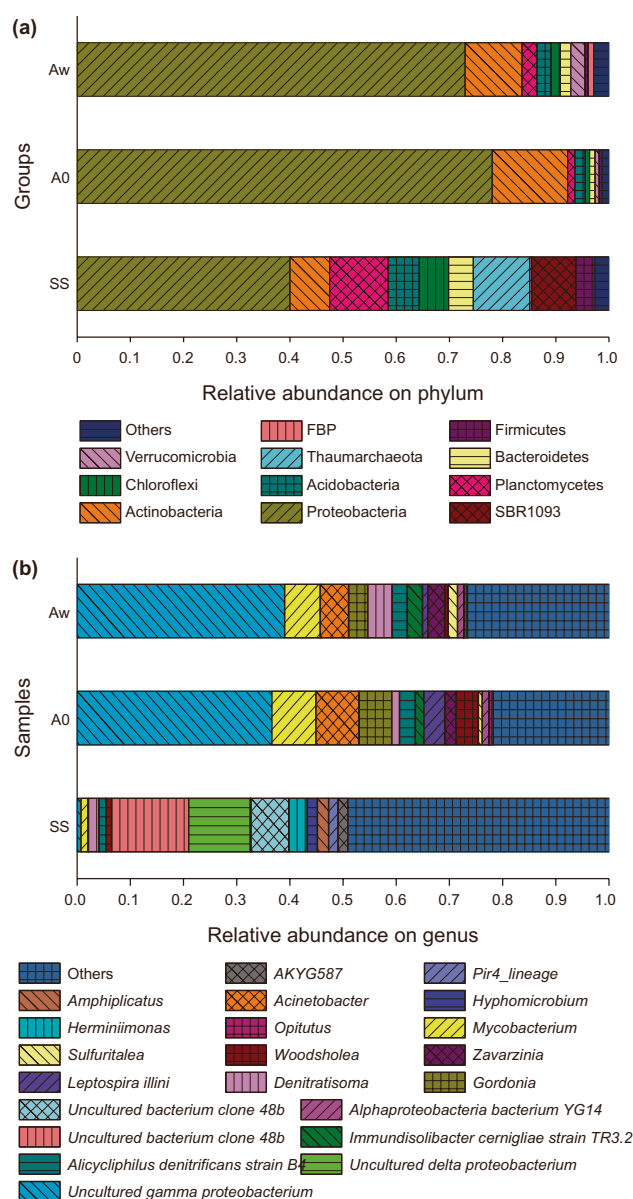 (a)
Aw
A0
SS
Groups
0 0.1 0.2 0.3 0.4 0.5 0.6 0.7 0.8 0.9 1.0
Relative abundance on phylum
Others FBP Firmicutes
Verrucomicrobia Thaumarchaeota Bacteroidetes
Chloroflexi Acidobacteria Planctomycetes
Actinobacteria Proteobacteria SBR1093
(b)
Aw
A0
SS
Samples
0.0 0.1 0.2 0.3 0.4 0.5 0.6 0.7 0.8 0.9 1.0
Relative abundance on genus
Others AKYG587 Pir4_lineage
Amphiplicatus Acinetobacter Hyphomicrobium
Herminiimonas Opitutus Mycobacterium
Sulfuritalea Woodsholea Zavarzinia
Leptospira illini Denitratisoma Gordonia
Uncultured bacterium clone 48b Alphaproteobacteria bacterium YG14
Uncultured bacterium clone 48b Immundisolibacter cernigliae strain TR3.2
Alicycliphilus denitrificans strain B4 Uncultured delta proteobacterium
Uncultured gamma proteobacterium